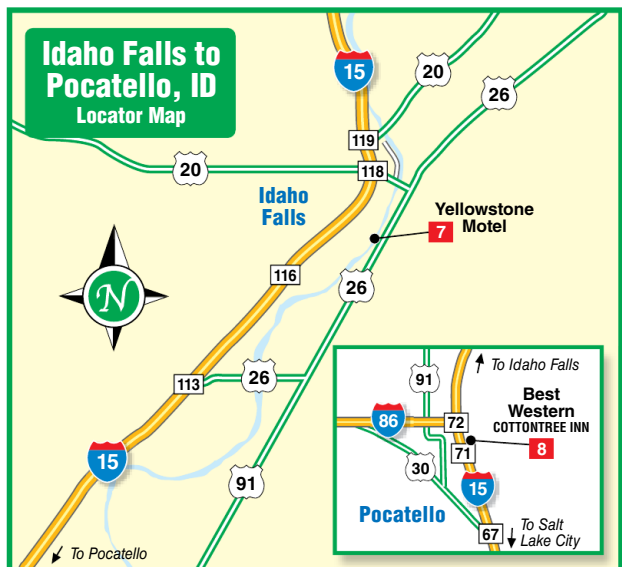 Idaho Falls to
Pocatello, ID
Locator Map
15
20
26
119
118
20
Idaho
Falls
Yellowstone
Motel
7
N
116
26
113
26
15
91
To Pocatello
To Idaho Falls
91
Best
Western
COTTONTREE INN
86
72
8
71
30
15
Pocatello
To Salt
Lake City
67